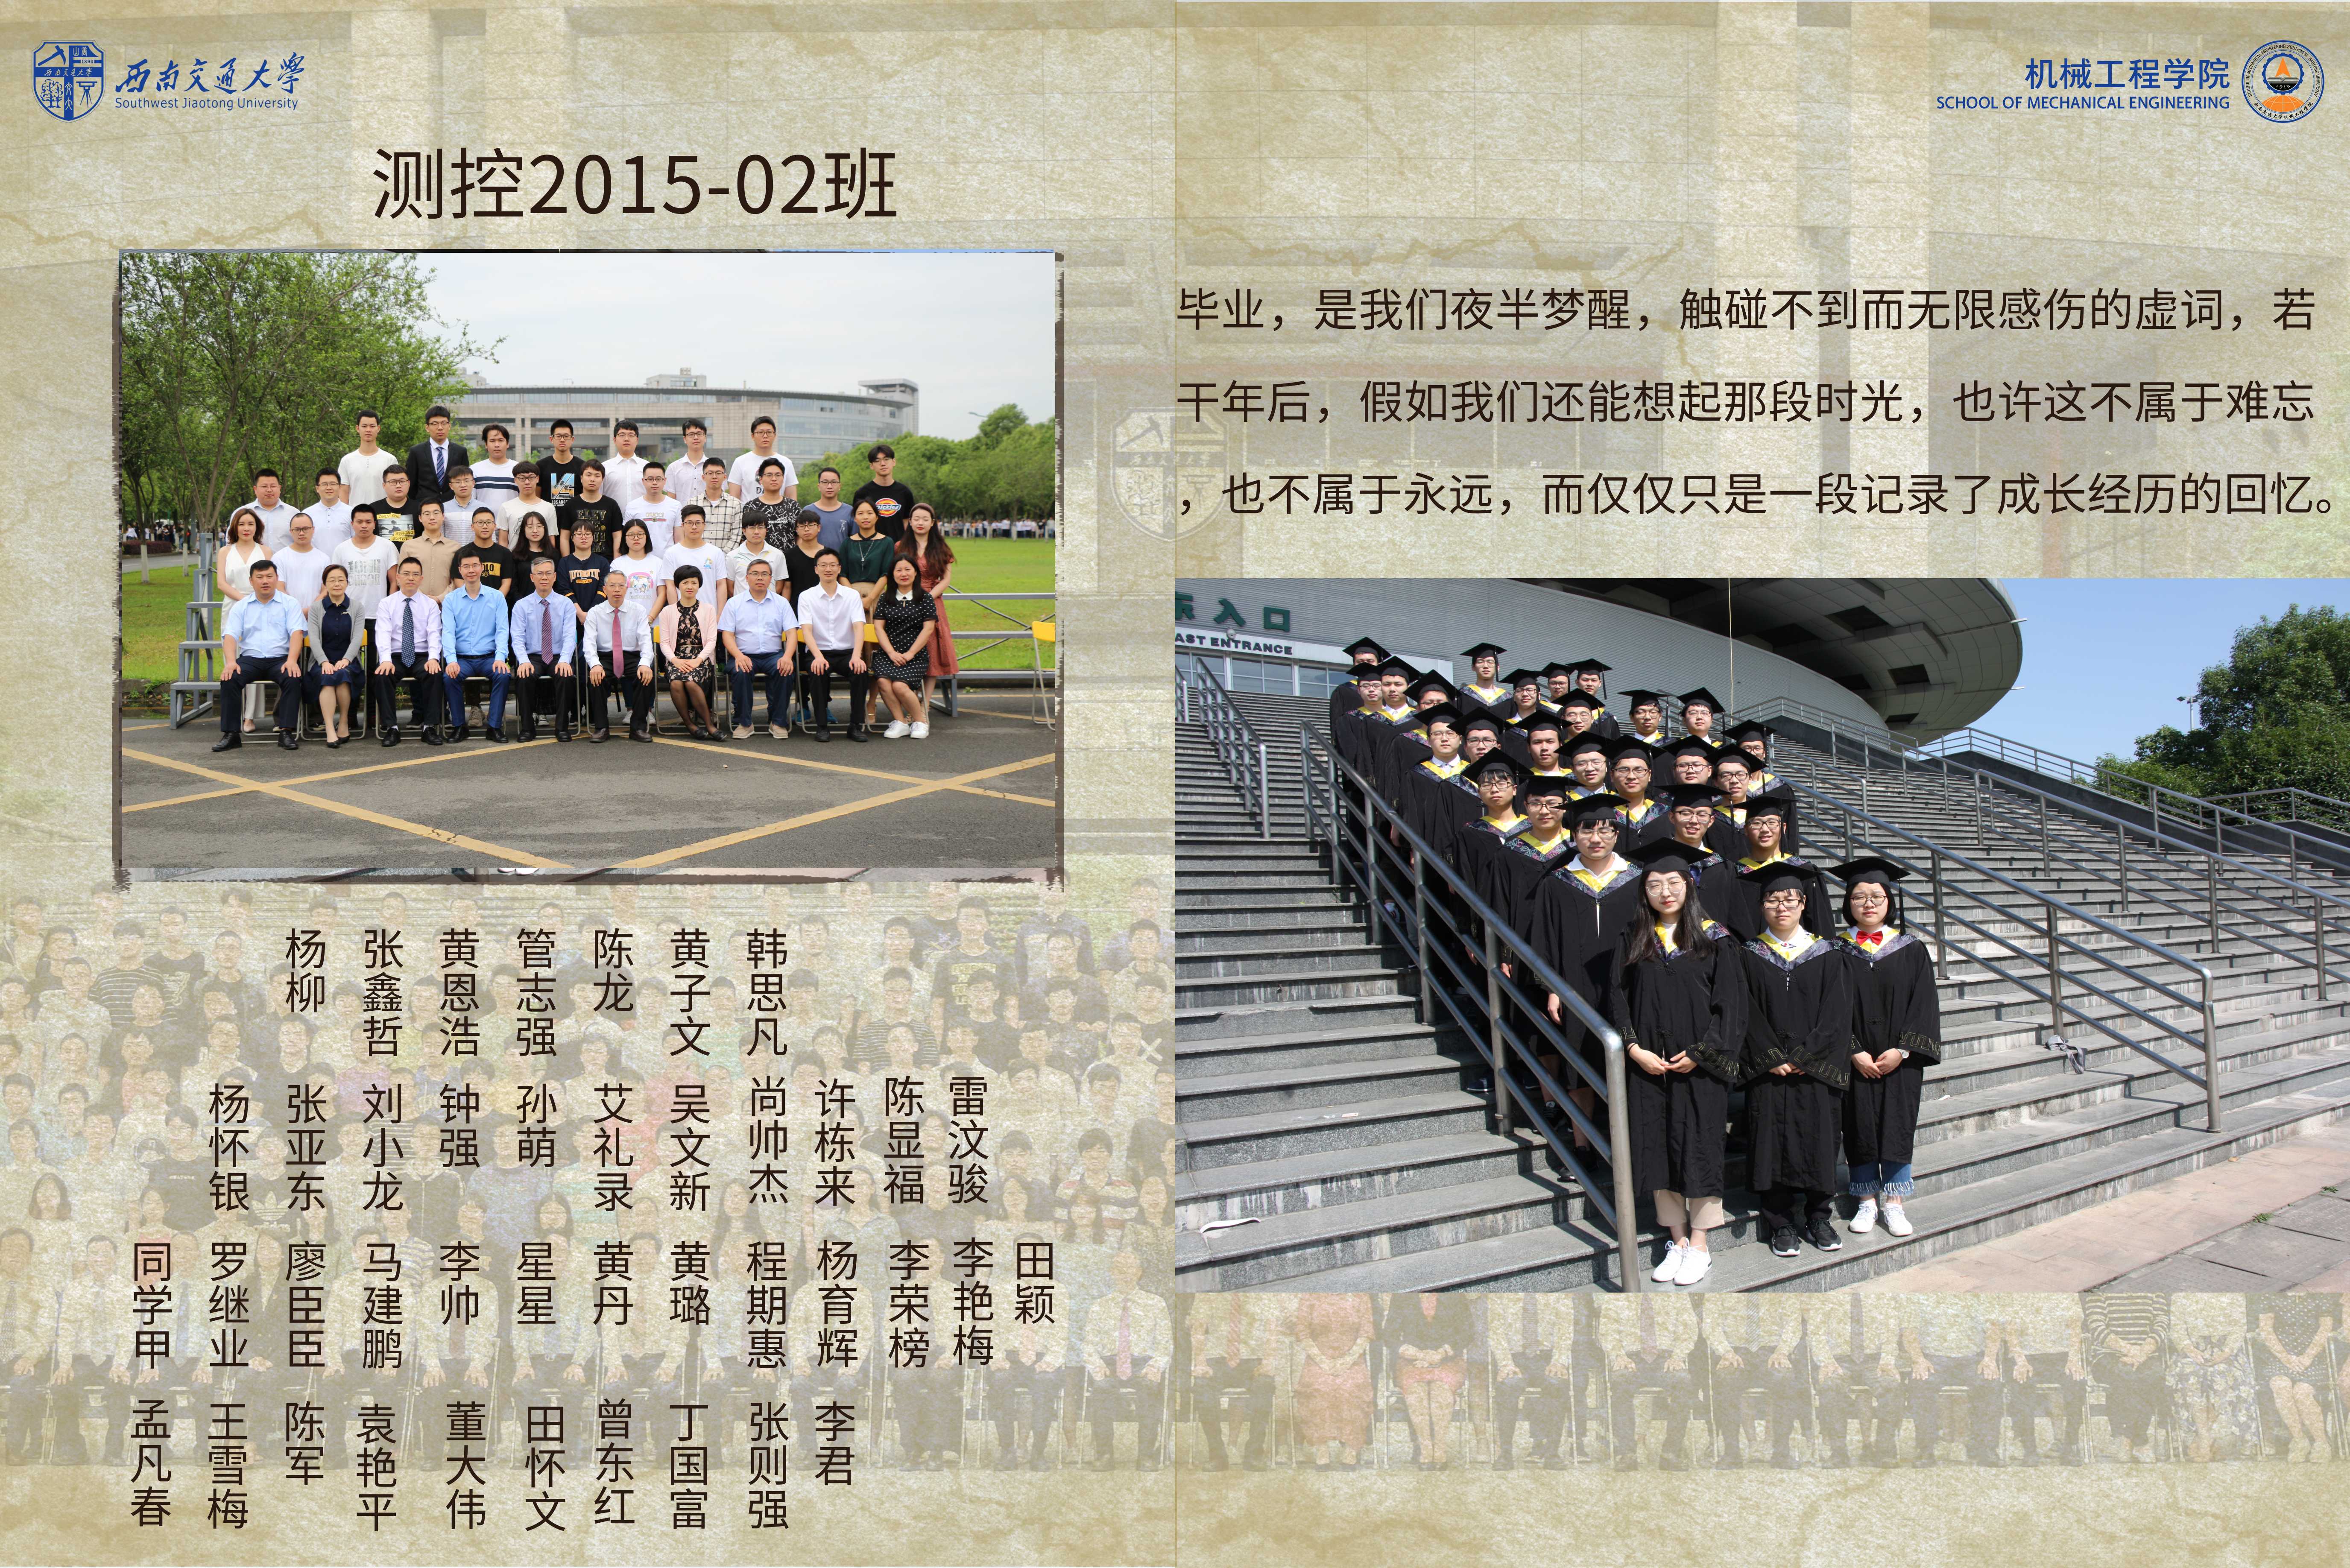 西南交通大学
Southwest Jiaotong University
机械工程学院
SCHOOL OF MECHANICAL ENGINEERING
测控2015-02班
毕业，是我们夜半梦醒，触碰不到而无限感伤的虚词，若
干年后，假如我们还能想起那段时光，也许这不属于难忘
，也不属于永远，而仅仅只是一段记录了成长经历的回忆。
东入口
AST ENTRANCE
杨柳 张鑫哲 黄恩浩 管志强 陈龙 黄子文 韩思凡
杨怀银 张亚东 刘小龙 钟强 孙萌 艾礼录 吴文新 尚帅杰 许栋来 陈显福 雷汶骏
同学甲 罗继业 廖臣臣 马建鹏 李帅 星星 黄丹 黄璐 程期惠 杨育辉 李荣榜 李艳梅 田颖
孟凡春 王雪梅 陈军 袁艳平 董大伟 田怀文 曾东红 丁国富 张则强 李君